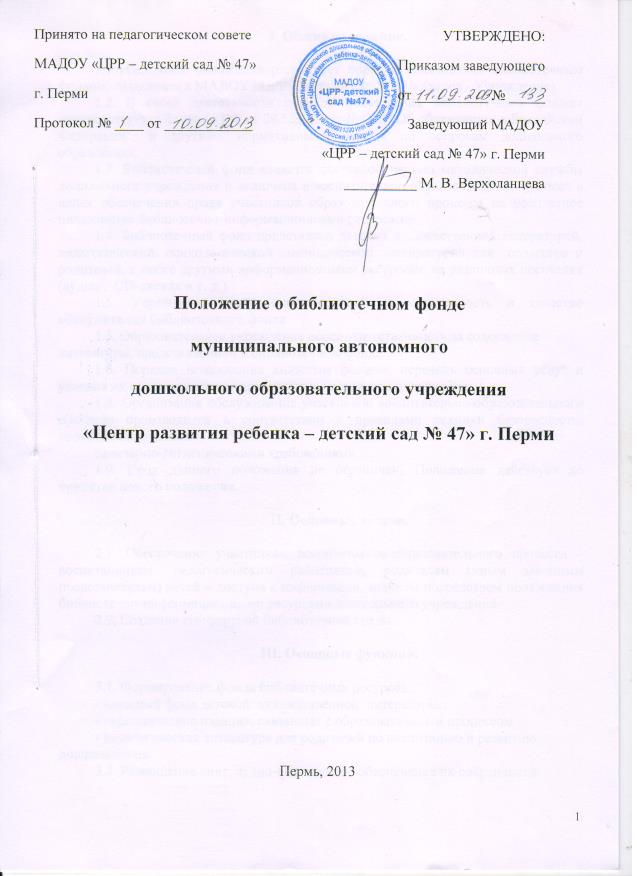 Принято на педагогическом совете УТВЕРЖДЕНО:
МАДОУ «ЦРР – детский сад № 47» Приказом заведующего
г. Перми от 11.09.2013 № 133
Протокол № 1 от 10.09.2013 Заведующий МАДОУ
«ЦРР – детский сад № 47» г. Перми
М. В. Верхоланцева
МАДОУ
«ЦРР-детский
сад №47»
Положение о библиотечном фонде
муниципального автономного
дошкольного образовательного учреждения
«Центр развития ребенка – детский сад № 47» г. Перми
Пермь, 2013
1